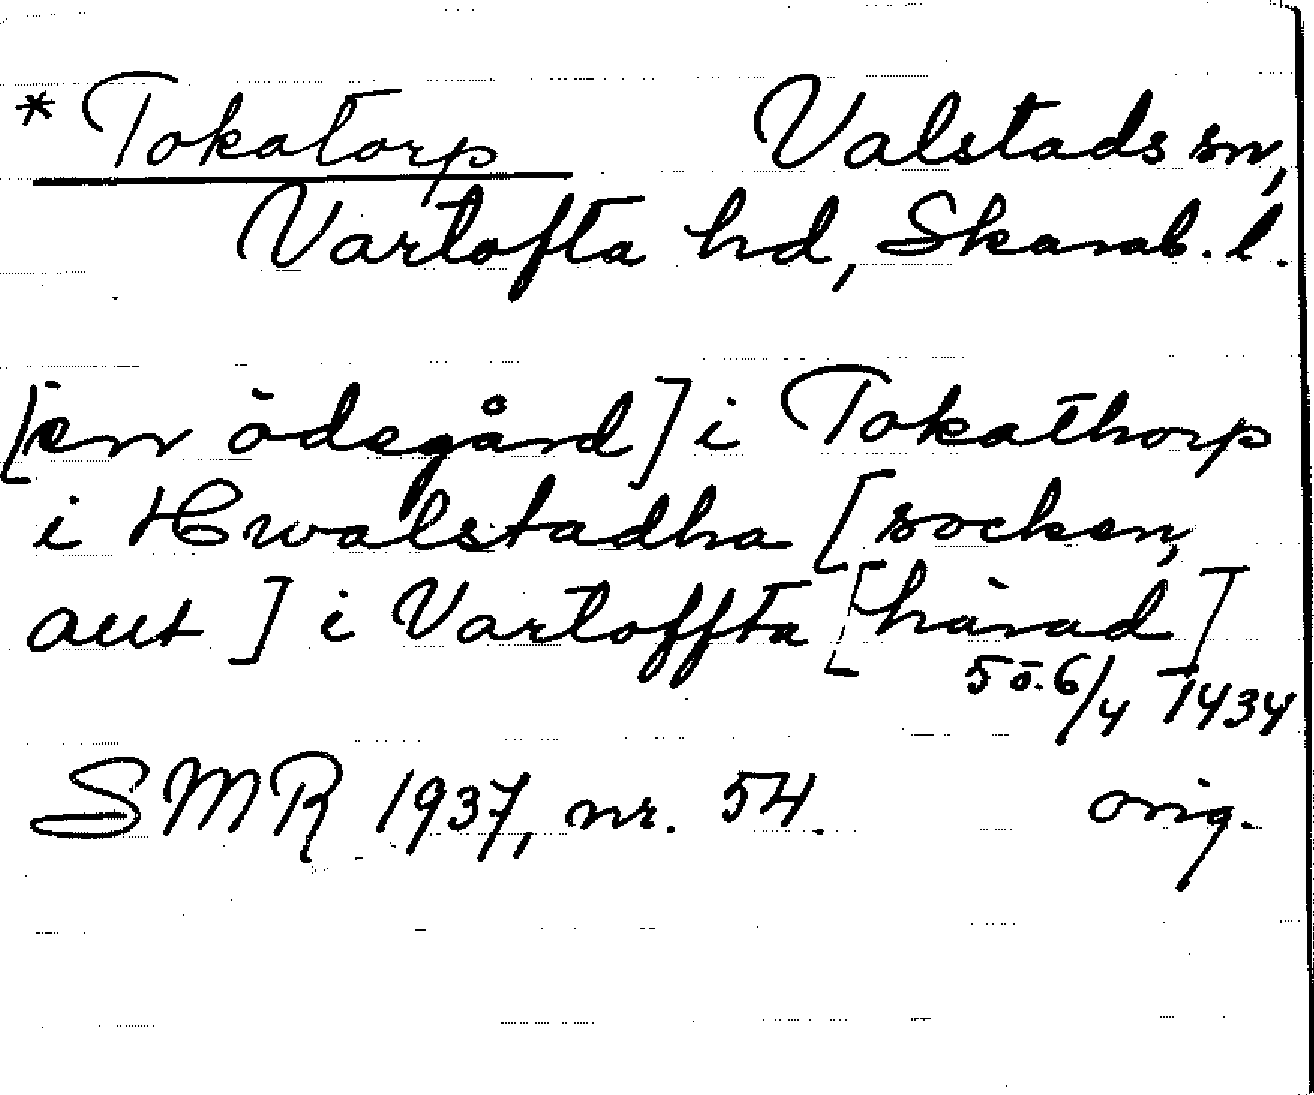 * Tokatorp Valstads sn,
Vartofta hd, Skarab. l.
[en ödegård] i Tokathorp
i Hwalstadha [socken,
aut] i Vartoffta [härad]
5ö. 6/4 1434
SMR 1937, nr. 54. orig.